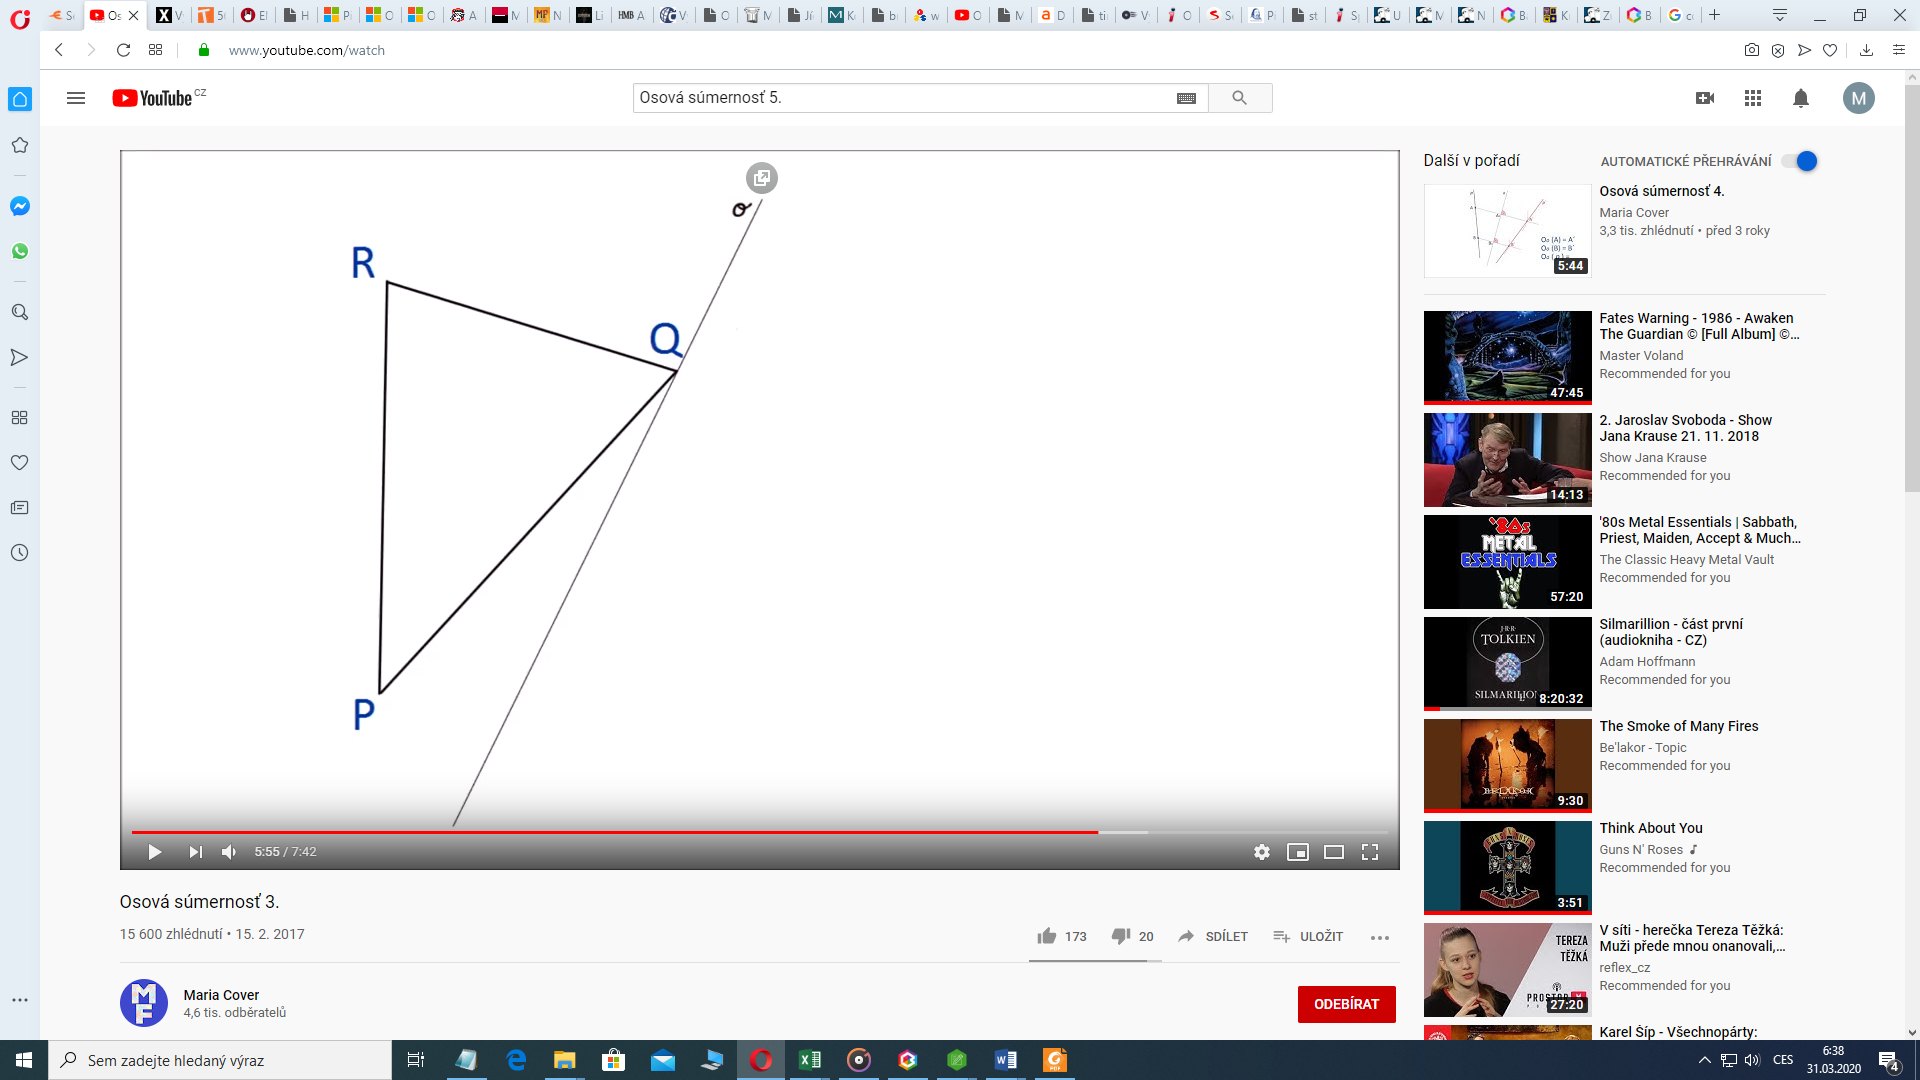 www.youtube.com/watch
YouTube CZ
Osová súmernosť 5.
M
o
R
Q
P
5:55 / 7:42
Osová súmernosť 3.
15 600 zhlédnutí • 15. 2. 2017
173
20
SDÍLET
ULOŽIT
Maria Cover
4,6 tis. odběratelů
ODEBÍRAT
Další v pořadí
AUTOMATICKÉ PŘEHRÁVÁNÍ
Osová súmernosť 4.
Maria Cover
3,3 tis. zhlédnutí • před 3 roky
5:44
Fates Warning - 1986 - Awaken
The Guardian © [Full Album] ©…
Master Voland
Recommended for you
47:45
2. Jaroslav Svoboda - Show
Jana Krause 21. 11. 2018
Show Jana Krause
Recommended for you
14:13
'80s Metal Essentials | Sabbath,
Priest, Maiden, Accept & Much…
The Classic Heavy Metal Vault
Recommended for you
'80s
METAL
ESSENTIALS
57:20
Silmarillion - část první
(audiokniha - CZ)
Adam Hoffmann
Recommended for you
J·R·R·
TOLKIEN
SILMARILLION
8:20:32
The Smoke of Many Fires
Be'lakor - Topic
Recommended for you
9:30
Think About You
Guns N' Roses
Recommended for you
3:51
V síti - herečka Tereza Těžká:
Muži přede mnou onanovali,…
reflex_cz
Recommended for you
TEREZA
TĚŽKÁ
27:20
Karel Šíp - Všechnopárty:
Sem zadejte hledaný výraz
CES
6:38
31.03.2020
4